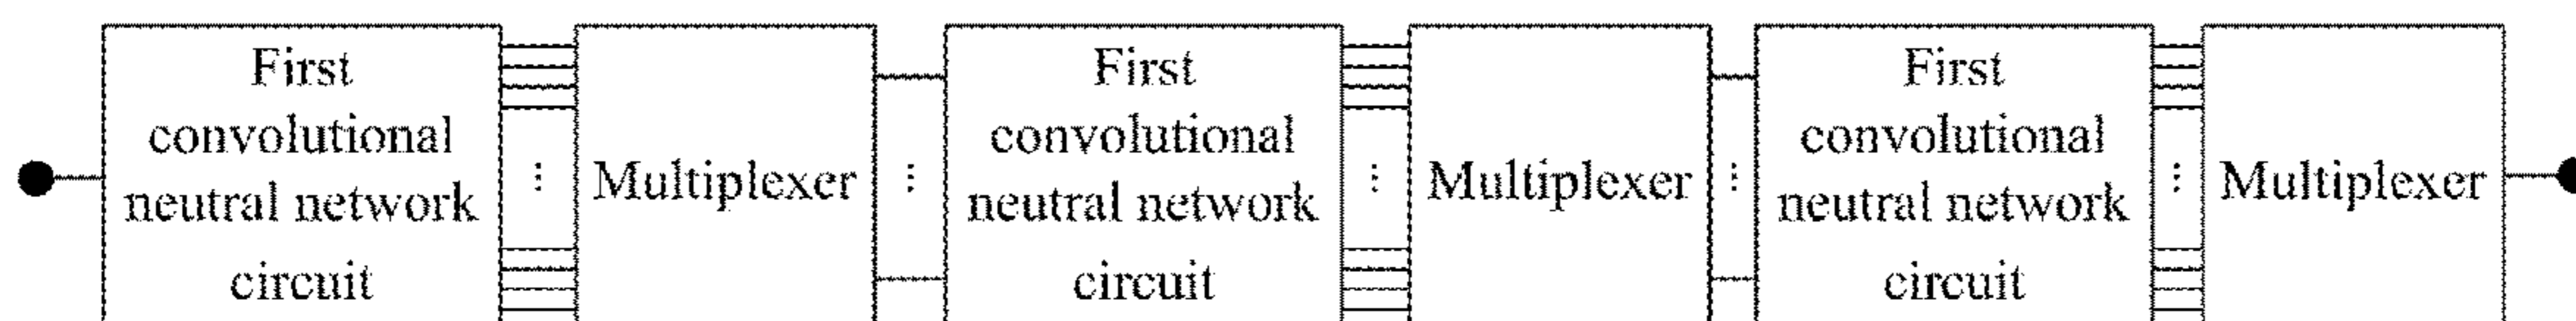 First
convolutional
neutral network
circuit
Multiplexer
First
convolutional
neutral network
circuit
Multiplexer
First
convolutional
neutral network
circuit
Multiplexer